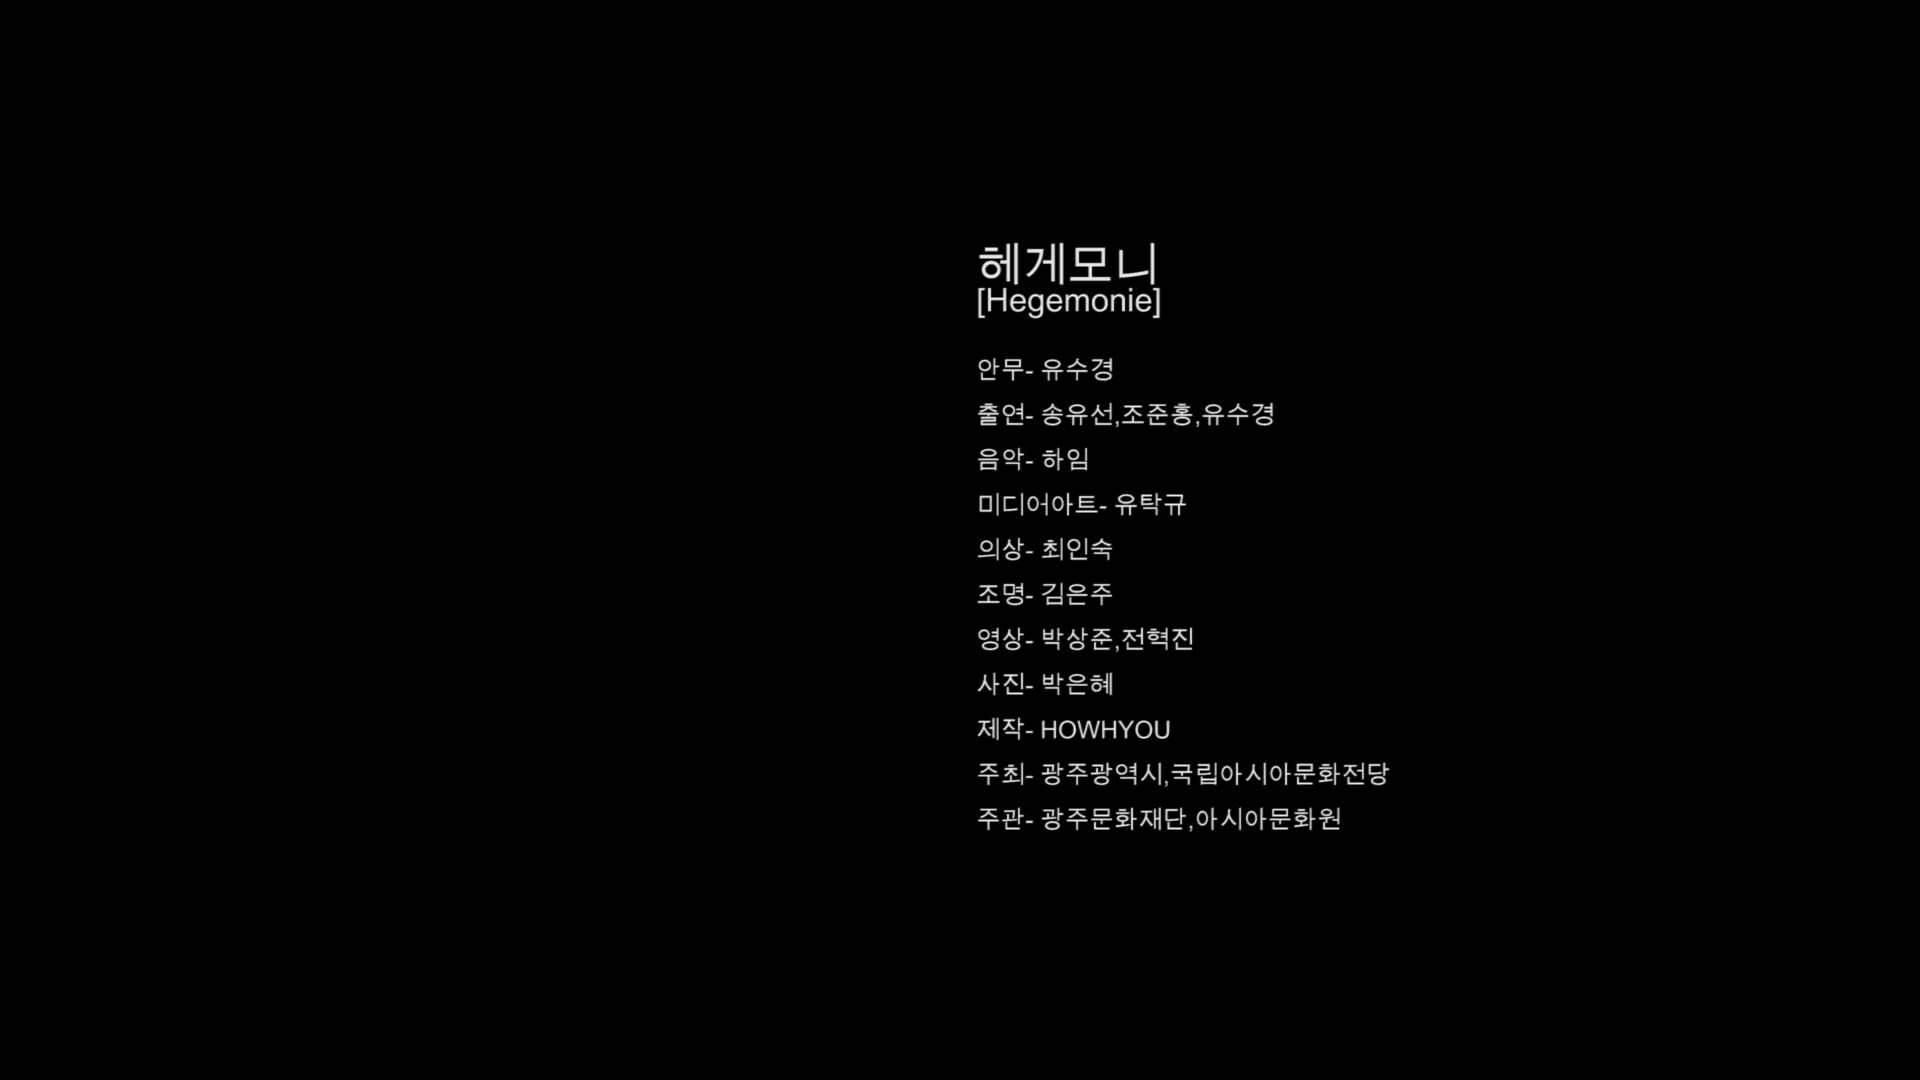 헤게모니
[Hegemonie]
안무- 유수경
출연- 송유선,조준홍,유수경
음악- 하임
미디어아트- 유탁규
의상- 최인숙
조명- 김은주
영상- 박상준,전혁진
사진- 박은혜
제작- HOWHYOU
주최- 광주광역시,국립아시아문화전당
주관- 광주문화재단,아시아문화원